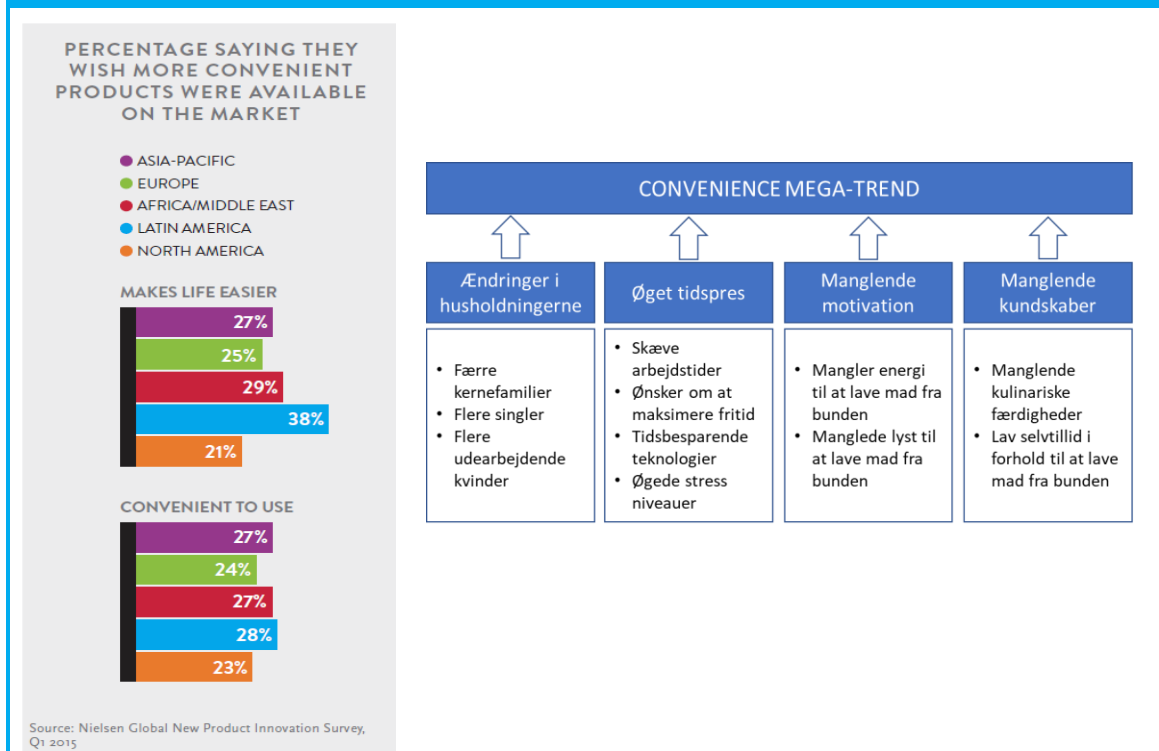 PERCENTAGE SAYING THEY
WISH MORE CONVENIENT
PRODUCTS WERE AVAILABLE
ON THE MARKET
ASIA-PACIFIC
EUROPE
AFRICA/MIDDLE EAST
LATIN AMERICA
NORTH AMERICA
MAKES LIFE EASIER
27%
25%
29%
38%
21%
CONVENIENT TO USE
27%
24%
27%
28%
23%
Source: Nielsen Global New Product Innovation Survey,
Q1 2015
CONVENIENCE MEGA-TREND
Ændringer i
husholdningerne
• Færre
kernefamilier
• Flere singler
• Flere
udearbejdende
kvinder
Øget tidspres
• Skæve
arbejdstider
• Ønsker om at
maksimere fritid
• Tidsbesparende
teknologier
• Øgede stress
niveauer
Manglende
motivation
• Mangler energi
til at lave mad fra
bunden
• Manglede lyst til
at lave mad fra
bunden
Manglende
kundskaber
• Manglende
kulinariske
færdigheder
• Lav selvtillid i
forhold til at lave
mad fra bunden